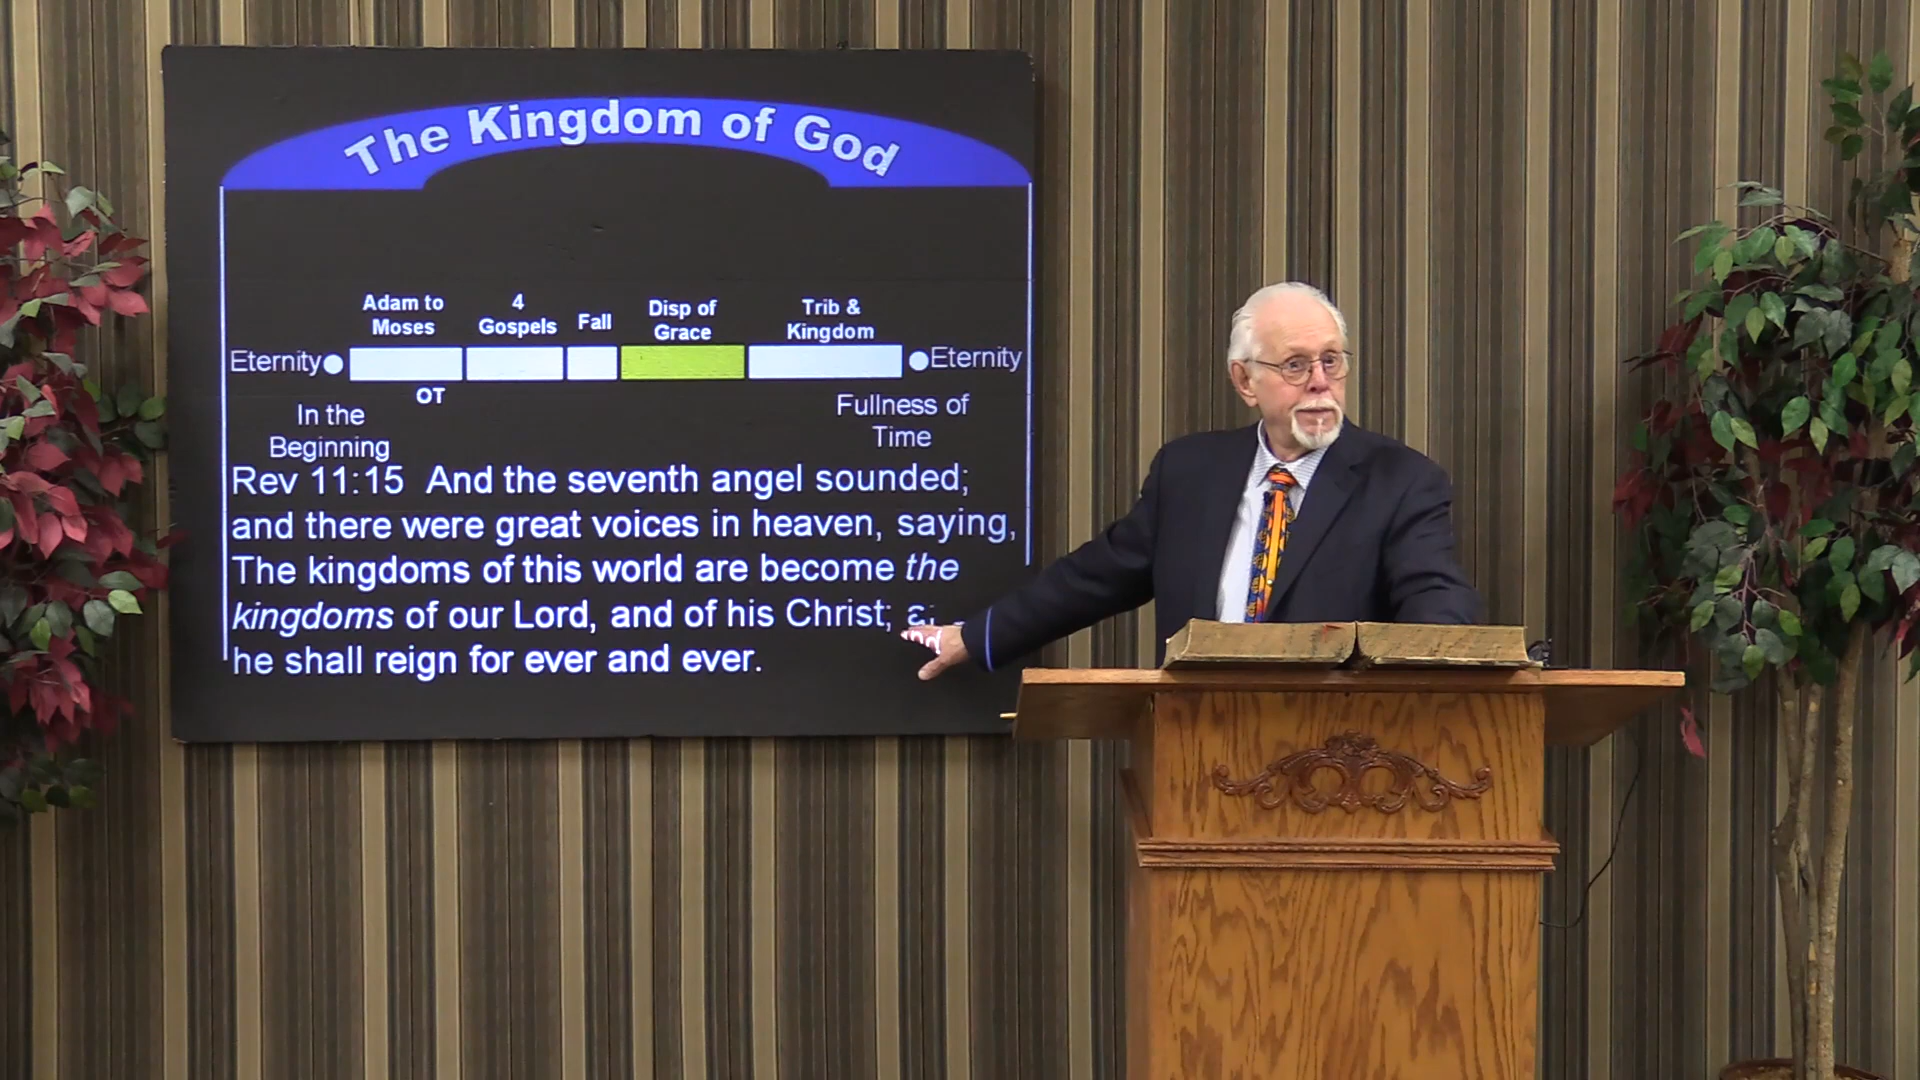 The Kingdom of God
Adam to
Moses
4
Gospels
Fall
Disp of
Grace
Trib &
Kingdom
Eternity
Eternity
OT
In the
Beginning
Fullness of
Time
Rev 11:15 And the seventh angel sounded;
and there were great voices in heaven, saying,
The kingdoms of this world are become the
kingdoms of our Lord, and of his Christ;
he shall reign for ever and ever.